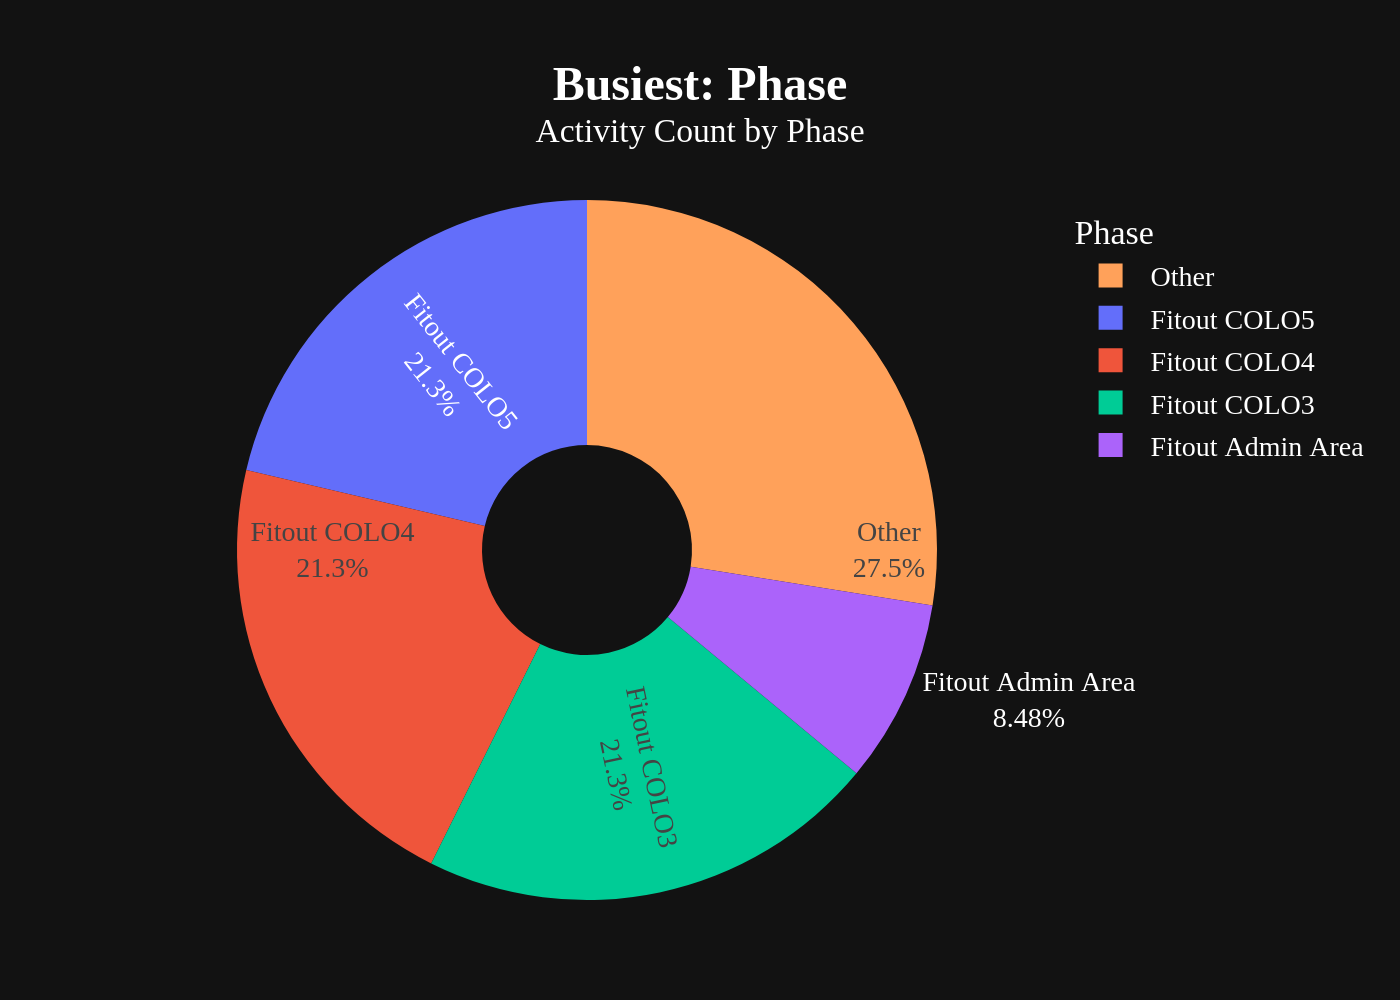 Busiest: Phase
Activity Count by Phase
Phase
Other
Fitout COLO5
Fitout COLO4
Fitout COLO3
Fitout Admin Area
Fitout COLO5
21.3%
Fitout COLO4
21.3%
Other
27.5%
Fitout Admin Area
8.48%
Fitout COLO3
21.3%